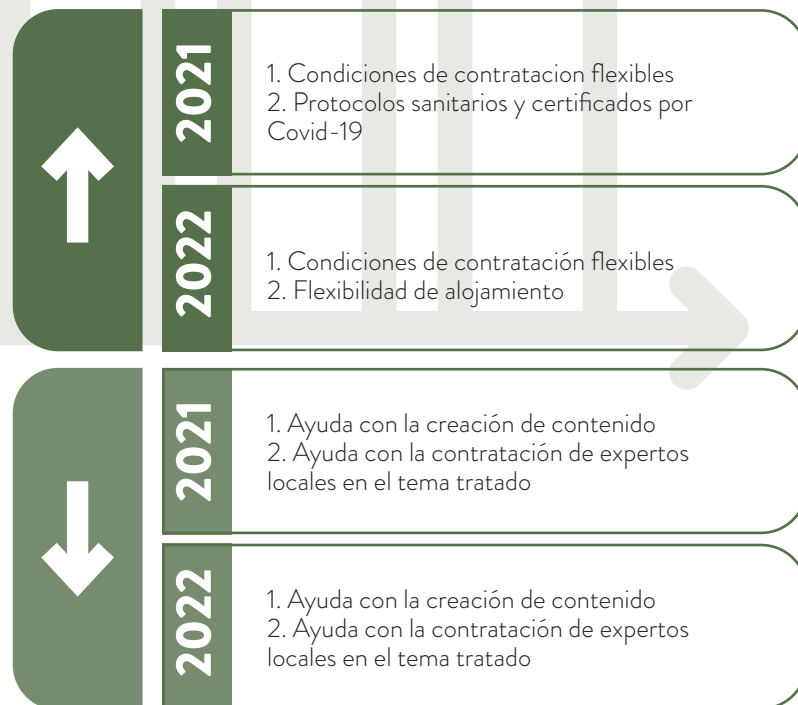 2021
1. Condiciones de contratacion flexibles
2. Protocolos sanitarios y certificados por
Covid-19
2022
1. Condiciones de contratación flexibles
2. Flexibilidad de alojamiento
2021
1. Ayuda con la creación de contenido
2. Ayuda con la contratación de expertos
locales en el tema tratado
2022
1. Ayuda con la creación de contenido
2. Ayuda con la contratación de expertos
locales en el tema tratado